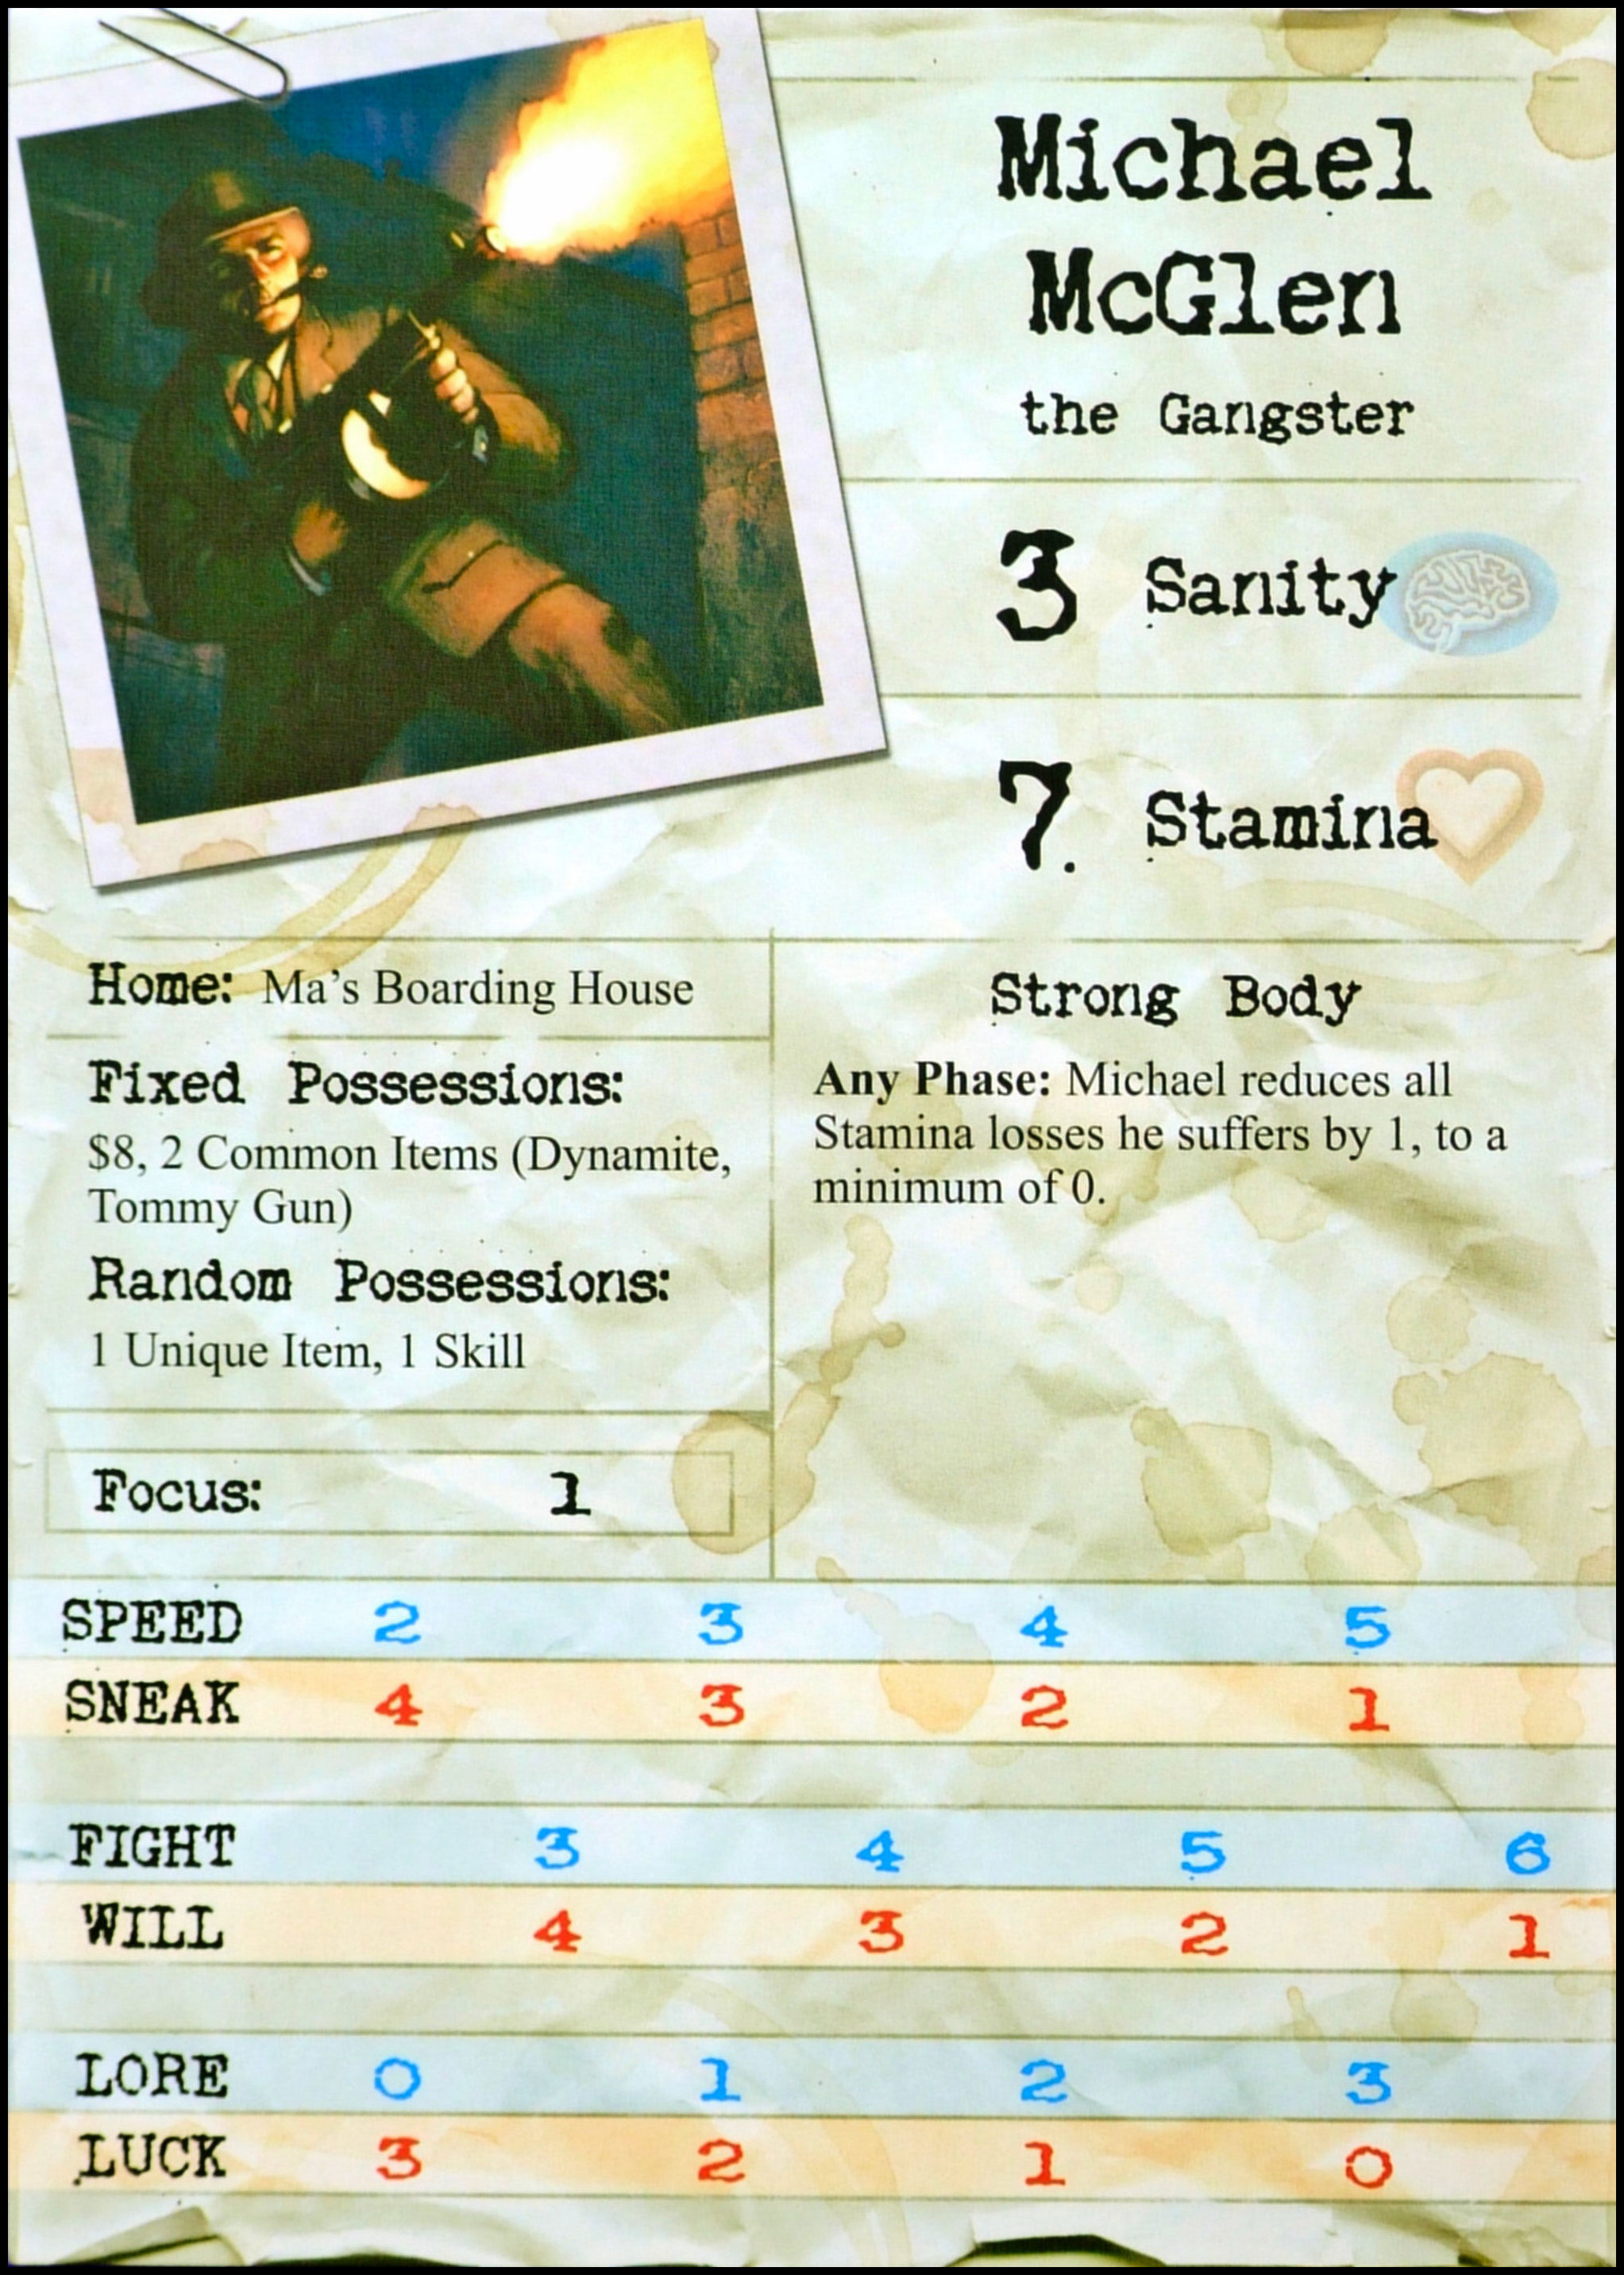 Michael
McGlen
the Gangster
3 Sanity
7 Stamina
Home: Ma's Boarding House
Fixed Possessions:
$8, 2 Common Items (Dynamite,
Tommy Gun)
Random Possessions:
1 Unique Item, 1 Skill
Focus: 1
Strong Body
Any Phase: Michael reduces all
Stamina losses he suffers by 1, to a
minimum of 0.
SPEED 2 3 4 5
SNEAK 4 3 2 1
FIGHT 3 4 5 6
WILL 4 3 2 1
LORE 0 1 2 3
LUCK 3 2 1 0